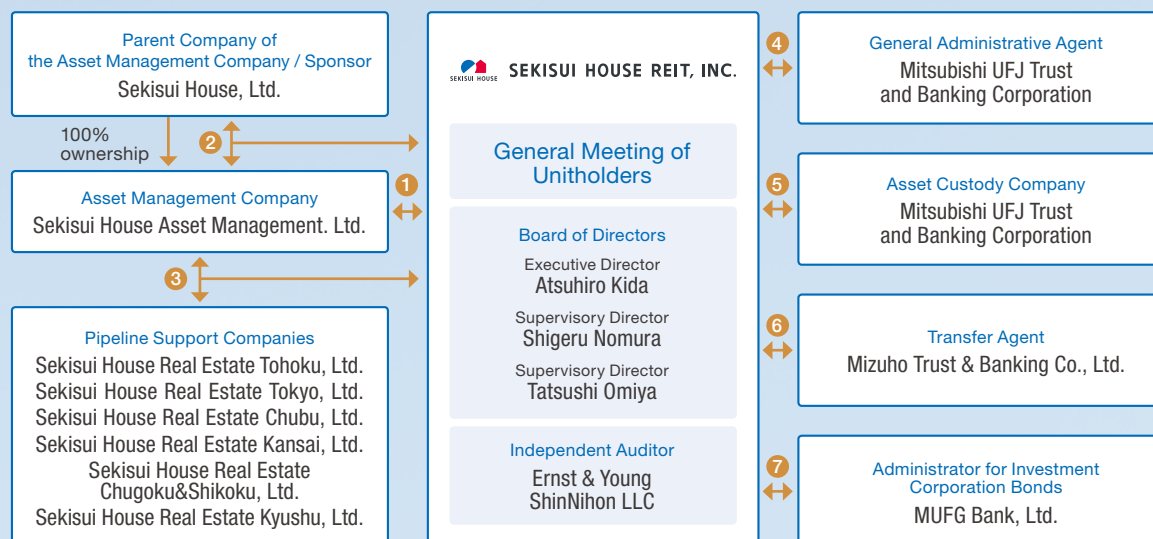 Parent Company of
the Asset Management Company / Sponsor
Sekisui House, Ltd.
100%
ownership
2
Asset Management Company
Sekisui House Asset Management. Ltd.
1
3
Pipeline Support Companies
Sekisui House Real Estate Tohoku, Ltd.
Sekisui House Real Estate Tokyo, Ltd.
Sekisui House Real Estate Chubu, Ltd.
Sekisui House Real Estate Kansai, Ltd.
Sekisui House Real Estate
Chugoku&Shikoku, Ltd.
Sekisui House Real Estate Kyushu, Ltd.
SEKISUI HOUSE
SEKISUI HOUSE REIT, INC.
General Meeting of
Unitholders
Board of Directors
Executive Director
Atsuhiro Kida
Supervisory Director
Shigeru Nomura
Supervisory Director
Tatsushi Omiya
Independent Auditor
Ernst & Young
ShinNihon LLC
4
General Administrative Agent
Mitsubishi UFJ Trust
and Banking Corporation
5
Asset Custody Company
Mitsubishi UFJ Trust
and Banking Corporation
6
Transfer Agent
Mizuho Trust & Banking Co., Ltd.
7
Administrator for Investment
Corporation Bonds
MUFG Bank, Ltd.